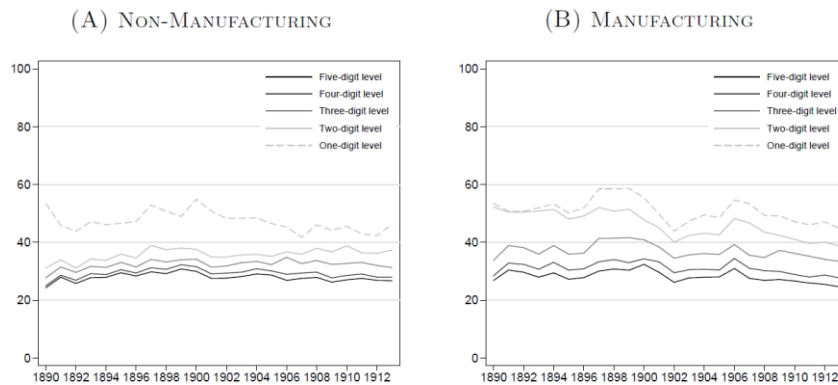 (A) NON-MANUFACTURING
100
80
60
40
20
0
Five-digit level
Four-digit level
Three-digit level
Two-digit level
One-digit level
1890 1892 1894 1896 1898 1900 1902 1904 1906 1908 1910 1912
(B) MANUFACTURING
100
80
60
40
20
0
Five-digit level
Four-digit level
Three-digit level
Two-digit level
One-digit level
1890 1892 1894 1896 1898 1900 1902 1904 1906 1908 1910 1912